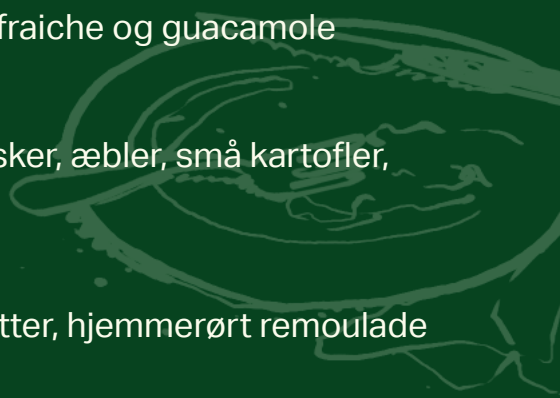 fraiche og guacamole
sker, æbler, små kartofler,
tter, hjemmerørt remoulade